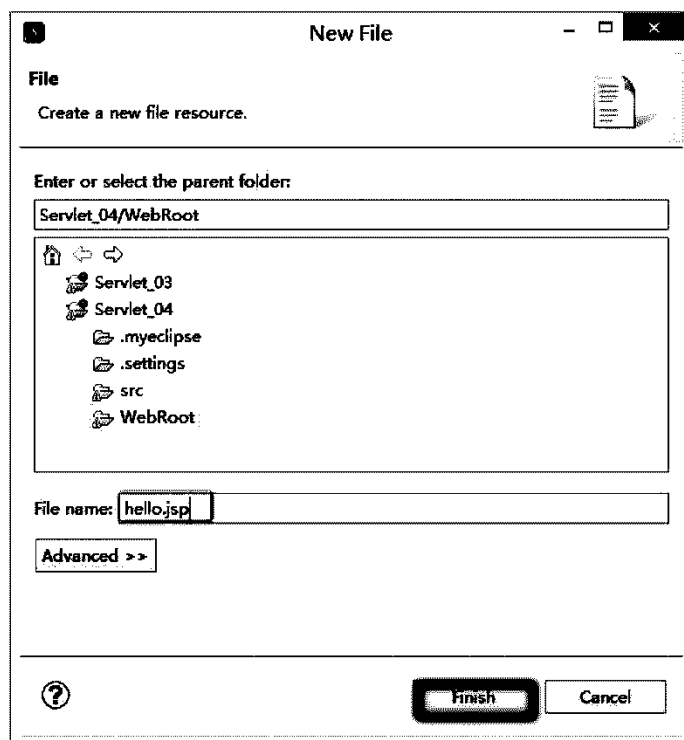 New File
File
Create a new file resource.
Enter or select the parent folder:
Servlet_04/WebRoot
Servlet_03
Servlet_04
.myeclipse
.settings
src
WebRoot
File name: hello.jsp
Advanced >>
Finish
Cancel